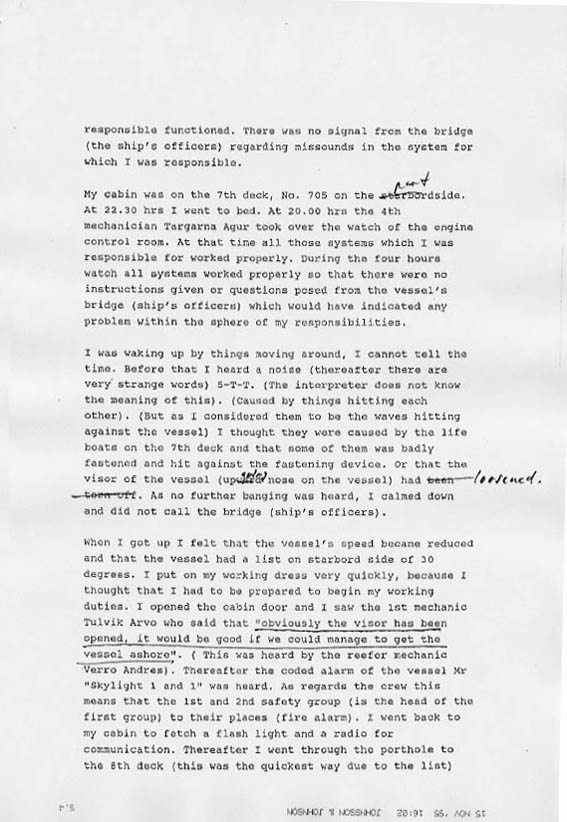 responsible functioned. There was no signal from the bridge
(the ship's officers) regarding missounds in the system for
which I was responsible.
My cabin was on the 7th deck, No. 705 on the port starbordside.
At 22.30 hrs I went to bed. At 20.00 hrs the 4th
mechanician Targarna Agur took over the watch of the engine
control room. At that time all those systems which I was
responsible for worked properly. During the four hours
watch all systems worked properly so that there were no
instructions given or questions posed from the vessel's
bridge (ship's officers) which would have indicated any
problem within the sphere of my responsibilities.
I was waking up by things moving around, I cannot tell the
time. Before that I heard a noise (thereafter there are
very strange words) 5-T-T. (The interpreter does not know
the meaning of this). (Caused by things hitting each
other). (But as I considered them to be the waves hitting
against the vessel) I thought they were caused by the life
boats on the 7th deck and that some of them was badly
fastened and hit against the fastening device. Or that the
visor of the vessel (up nose on the vessel) had been loosened.
torn off. As no further banging was heard, I calmed down
and did not call the bridge (ship's officers).
When I got up I felt that the vessel's speed became reduced
and that the vessel had a list on starbord side of 30
degrees. I put on my working dress very quickly, because I
thought that I had to be prepared to begin my working
duties. I opened the cabin door and I saw the 1st mechanic
Tulvik Arvo who said that "obviously the visor has been
opened, it would be good if we could manage to get the
vessel ashore". ( This was heard by the reefer mechanic
Verro Andres). Thereafter the coded alarm of the vessel Mr
"Skylight 1 and 1" was heard. As regards the crew this
means that the 1st and 2nd safety group (is the head of the
first group) to their places (fire alarm). I went back to
my cabin to fetch a flash light and a radio for
communication. Thereafter I went through the porthole to
the 8th deck (this was the quickest way due to the list)
15 NOV '95 16:02 JOHNSSON & JOHNSON
S.4